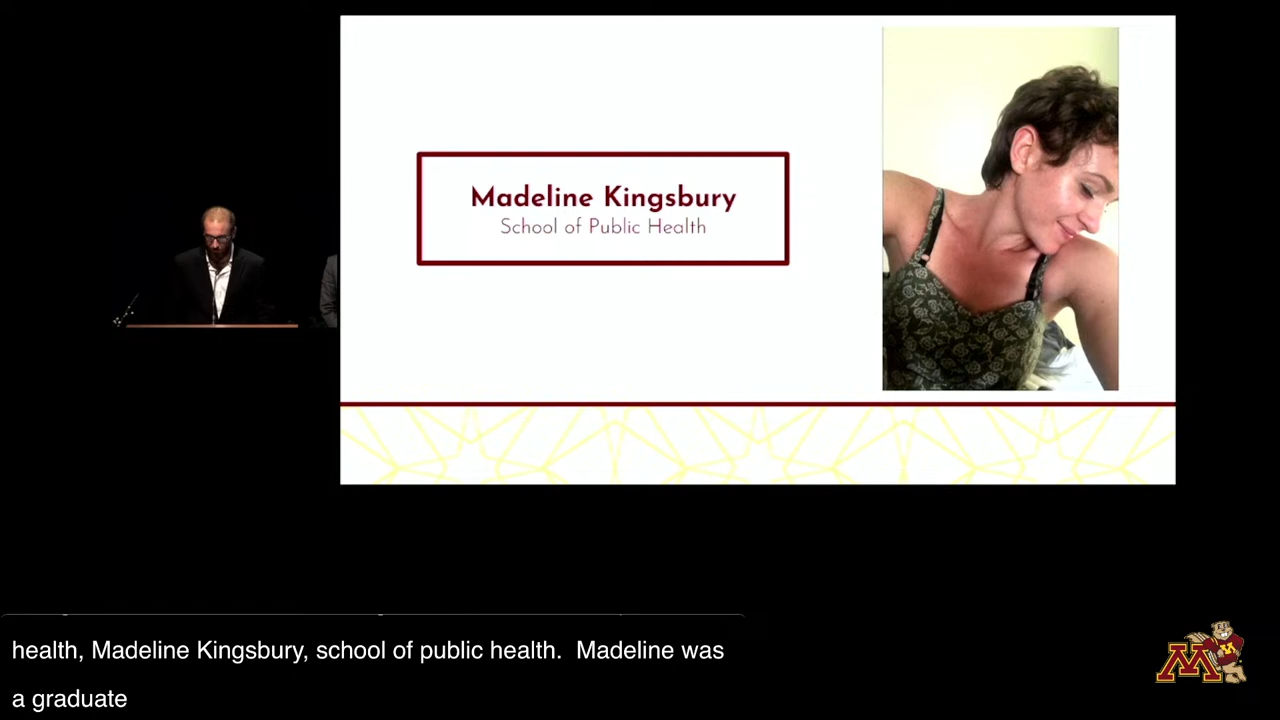 Madeline Kingsbury
School of Public Health
health, Madeline Kingsbury, school of public health.  Madeline was
a graduate
M
M